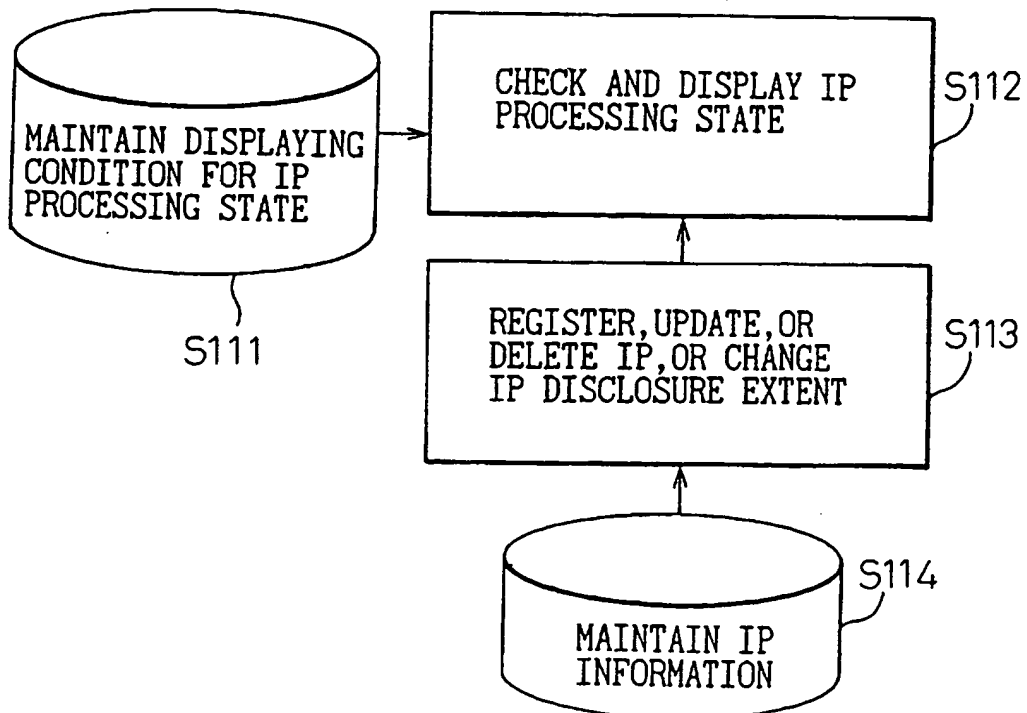 MAINTAIN DISPLAYING
CONDITION FOR IP
PROCESSING STATE
S111
CHECK AND DISPLAY IP
PROCESSING STATE
S112
REGISTER,UPDATE,OR
DELETE IP,OR CHANGE
IP DISCLOSURE EXTENT
S113
MAINTAIN IP
INFORMATION
S114